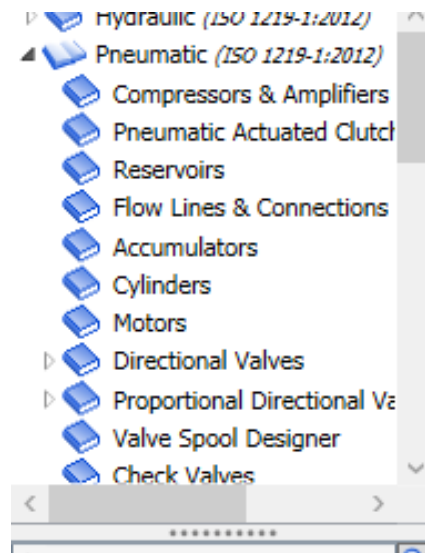 Hydraulic (ISO 1219-1:2012)
Pneumatic (ISO 1219-1:2012)
Compressors & Amplifiers
Pneumatic Actuated Clutch
Reservoirs
Flow Lines & Connections
Accumulators
Cylinders
Motors
Directional Valves
Proportional Directional Va
Valve Spool Designer
Check Valves